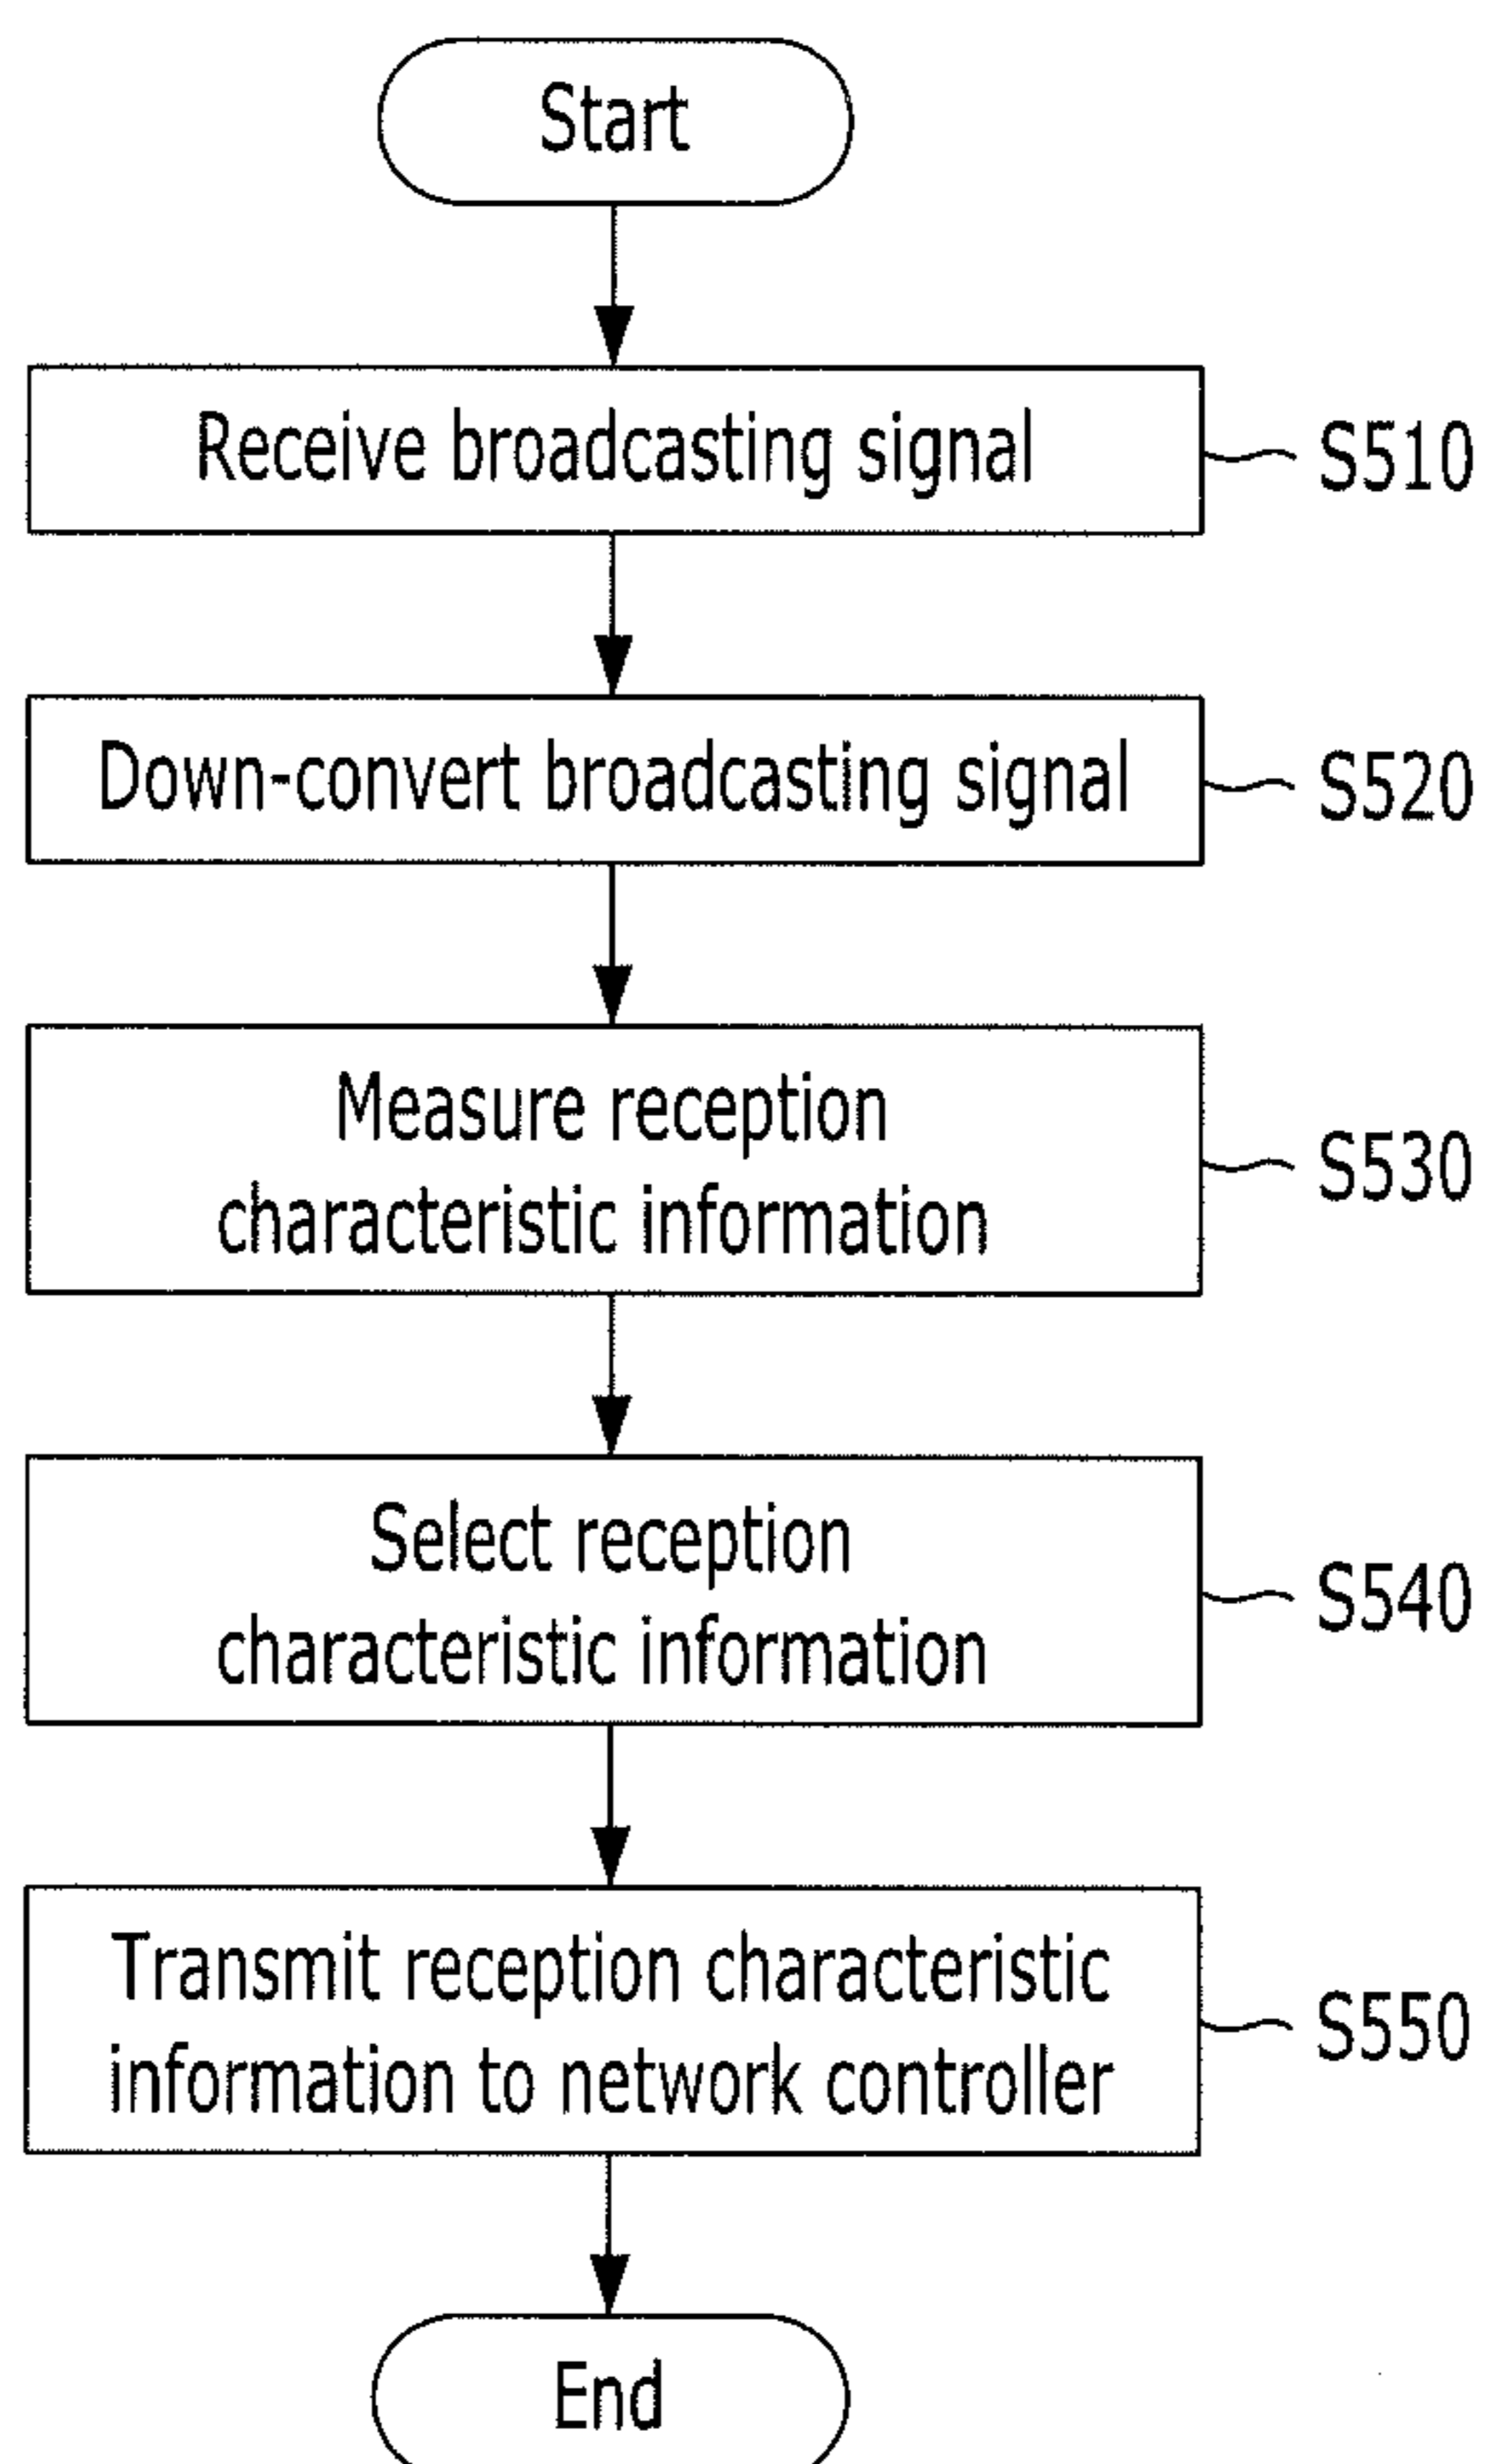 Start
Receive broadcasting signal
S510
Down-convert broadcasting signal
S520
Measure reception
characteristic information
S530
Select reception
characteristic information
S540
Transmit reception characteristic
information to network controller
S550
End